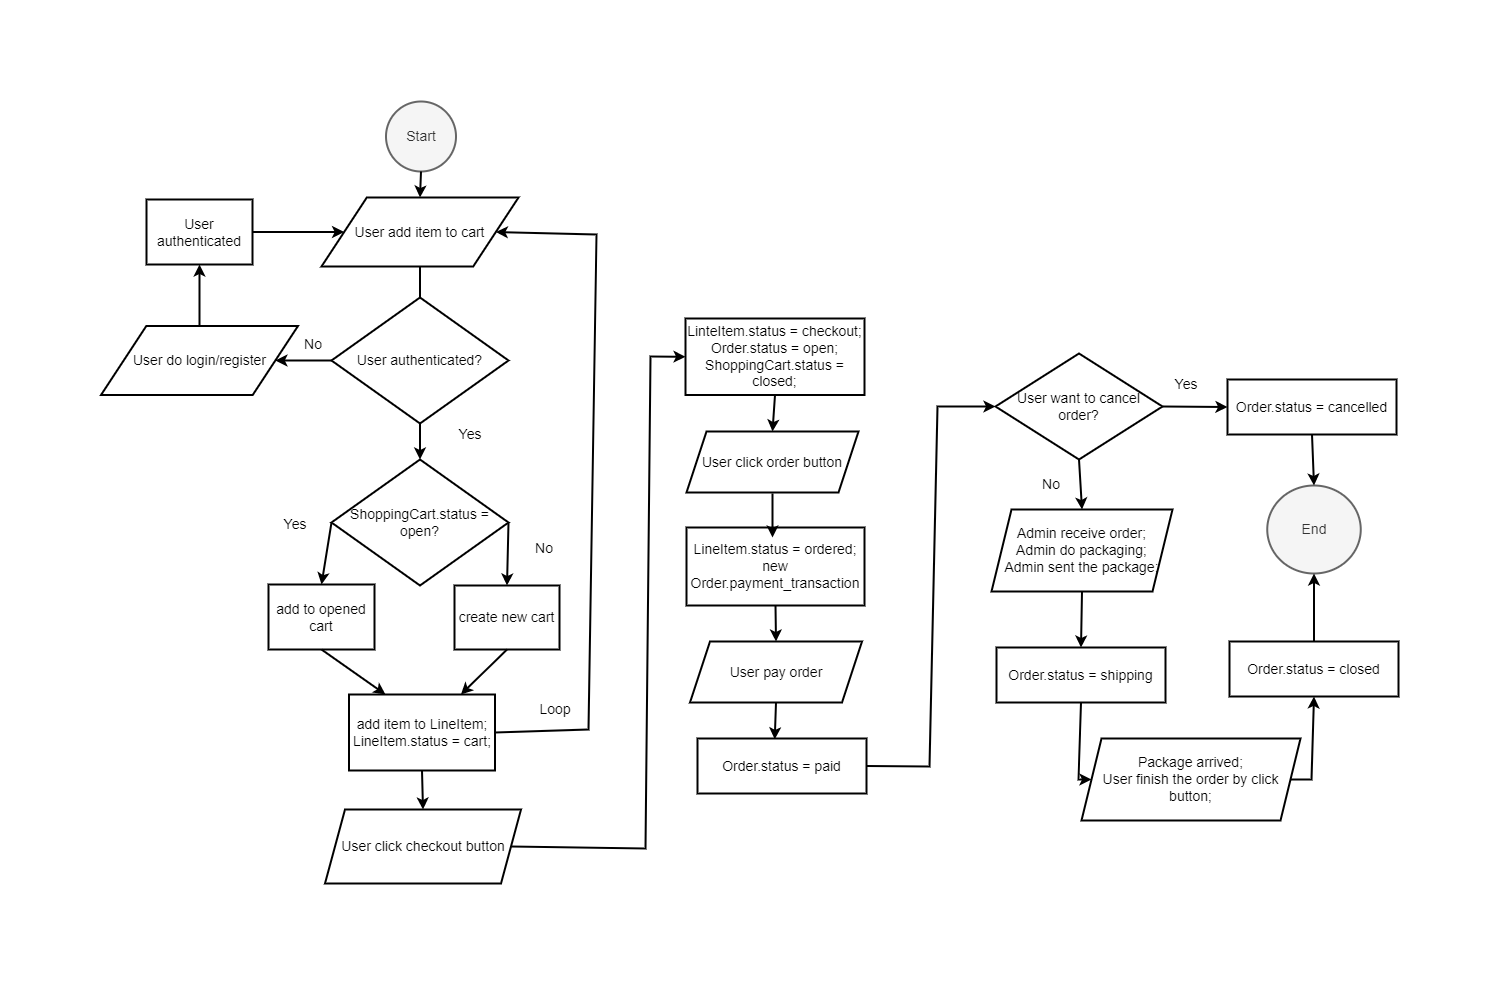 Start
User
authenticated
User add item to cart
No
User do login/register
User authenticated?
Yes
ShoppingCart.status =
open?
Yes
No
add to opened
cart
create new cart
add item to LineItem;
LineItem.status = cart;
Loop
User click checkout button
LinteItem.status = checkout;
Order.status = open;
ShoppingCart.status =
closed;
User click order button
LineItem.status = ordered;
new
Order.payment_transaction
User pay order
Order.status = paid
User want to cancel
order?
Yes
Order.status = cancelled
No
End
Admin receive order;
Admin do packaging;
Admin sent the package;
Order.status = shipping
Order.status = closed
Package arrived;
User finish the order by click
button;